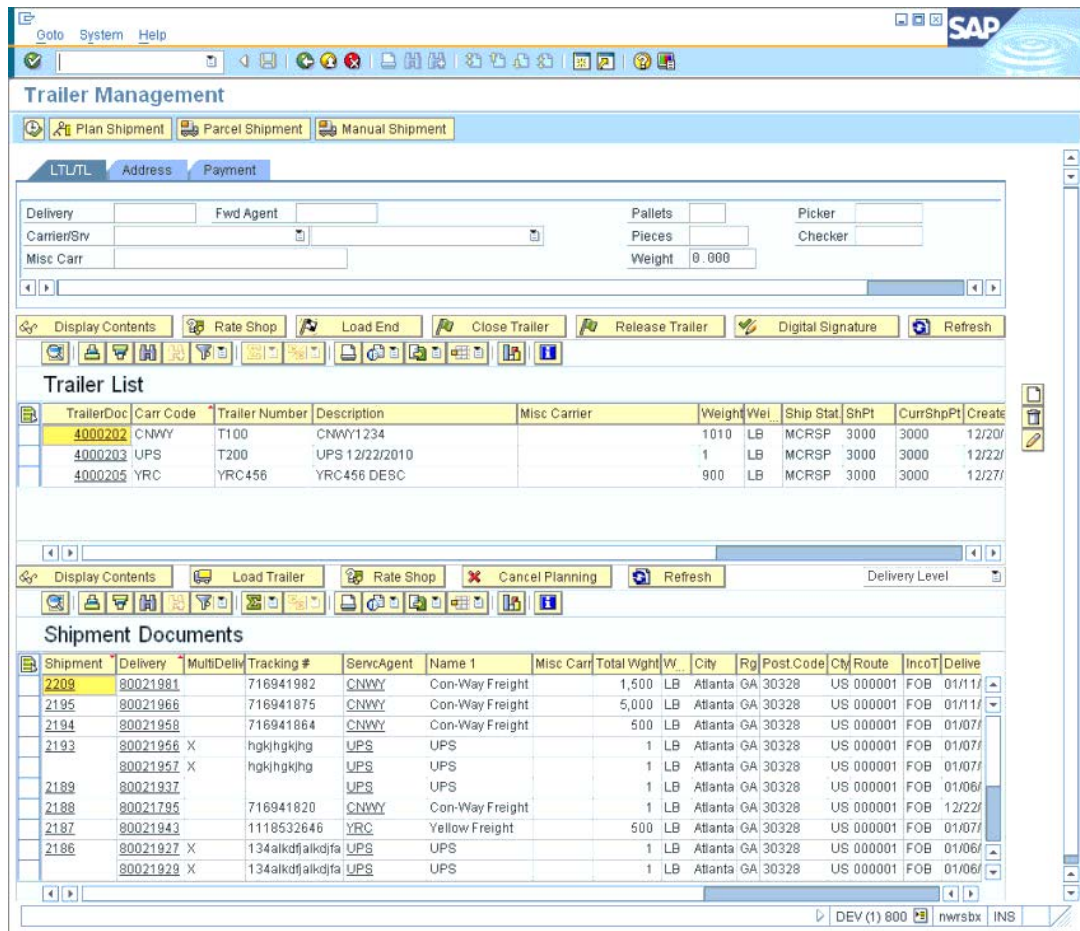 Goto System Help
SAP
Trailer Management
Plan Shipment Parcel Shipment Manual Shipment
LTL/TL Address Payment
Delivery Fwd Agent Pallets Picker
Carrier/Srv Pieces Checker
Misc Carr Weight 0.000
Display Contents Rate Shop Load End Close Trailer Release Trailer Digital Signature Refresh
Trailer List
TrailerDoc Carr Code Trailer Number Description Misc Carrier Weight Wei... Ship Stat. ShPt CurrShpPt Create
4000202 CNWY T100 CNWY1234 1010 LB MCRSP 3000 3000 12/20/
4000203 UPS T200 UPS 12/22/2010 1 LB MCRSP 3000 3000 12/22/
4000205 YRC YRC456 YRC456 DESC 900 LB MCRSP 3000 3000 12/27/
Display Contents Load Trailer Rate Shop Cancel Planning Refresh Delivery Level
Shipment Documents
Shipment Delivery MultiDeliv Tracking # ServcAgent Name 1 Misc Carr Total Wght W... City Rg Post.Code Cty Route IncoT Delive
2209 80021981 716941982 CNWY Con-Way Freight 1,500 LB Atlanta GA 30328 US 000001 FOB 01/11/
2195 80021966 716941875 CNWY Con-Way Freight 5,000 LB Atlanta GA 30328 US 000001 FOB 01/11/
2194 80021958 716941864 CNWY Con-Way Freight 500 LB Atlanta GA 30328 US 000001 FOB 01/07/
2193 80021956 X hgkjhgkjhg UPS UPS 1 LB Atlanta GA 30328 US 000001 FOB 01/07/
80021957 X hgkjhgkjhg UPS UPS 1 LB Atlanta GA 30328 US 000001 FOB 01/07/
2189 80021937 UPS UPS 1 LB Atlanta GA 30328 US 000001 FOB 01/06/
2188 80021795 716941820 CNWY Con-Way Freight 1 LB Atlanta GA 30328 US 000001 FOB 12/22/
2187 80021943 1118532646 YRC Yellow Freight 500 LB Atlanta GA 30328 US 000001 FOB 01/07/
2186 80021927 X 134alkdfjalkdjfa UPS UPS 1 LB Atlanta GA 30328 US 000001 FOB 01/06/
80021929 X 134alkdfjalkdjfa UPS UPS 1 LB Atlanta GA 30328 US 000001 FOB 01/06/
DEV (1) 800 nwrsbx INS